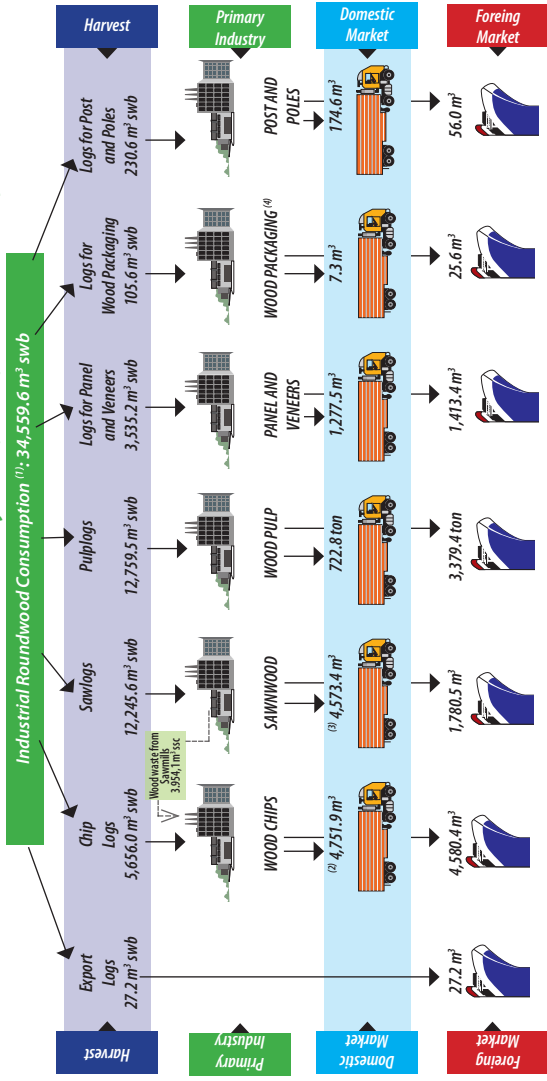 Industrial Roundwood Consumption (1): 34,559.6 m³ swb
Harvest
Export
Logs
27.2 m³ swb
Chip
Logs
5,656.0 m³ swb
Sawlogs
12,245.6 m³ swb
Pulplogs
12,759.5 m³ swb
Logs for Panel
and Veneers
3,535.2 m³ swb
Logs for
Wood Packaging
105.6 m³ swb
Logs for Post
and Poles
230.6 m³ swb
Harvest
Primary
Industry
Wood waste from
Sawmills
3.954,1 m³ ssc
Primary
Industry
WOOD CHIPS
SAWNWOOD
WOOD PULP
PANEL AND
VENEERS
WOOD PACKAGING (4)
POST AND
POLES
Domestic
Market
(2) 4,751.9 m³
(3) 4,573.4 m³
722.8 ton
1,277.5 m³
7.3 m³
174.6 m³
Domestic
Market
Foreing
Market
27.2 m³
4,580.4 m³
1,780.5 m³
3,379.4 ton
1,413.4 m³
25.6 m³
56.0 m³
Foreing
Market